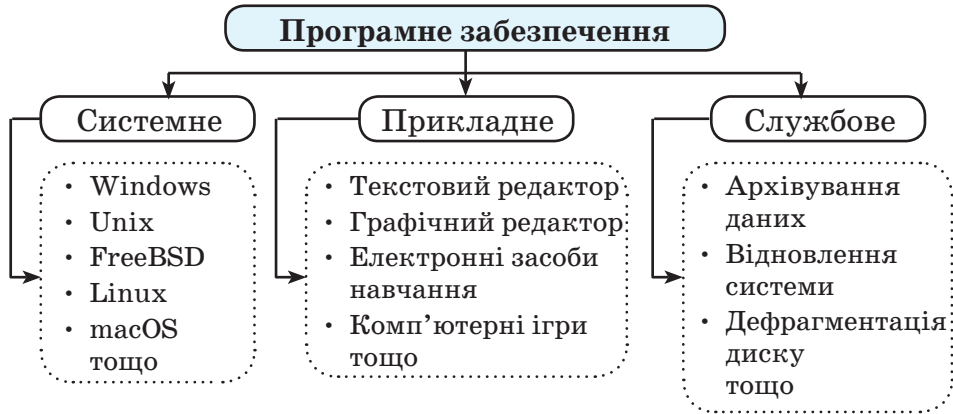 Програмне забезпечення
Системне
Прикладне
Службове
· Windows
· Unix
· FreeBSD
· Linux
· macOS
тощо
· Текстовий редактор
· Графічний редактор
· Електронні засоби
навчання
· Комп’ютерні ігри
тощо
· Архівування
даних
· Відновлення
системи
· Дефрагментація
диску
тощо